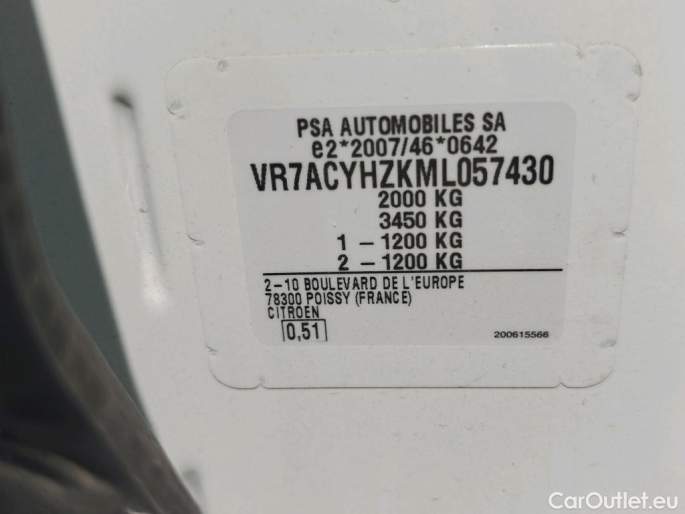 PSA AUTOMOBILES SA
e2*2007/46*0642
VR7ACYHZKML057430
2000 KG
3450 KG
1 – 1200 KG
2 – 1200 KG
2–10 BOULEVARD DE L'EUROPE
78300 POISSY (FRANCE)
CITROEN
0,51
200615566
CarOutlet.eu